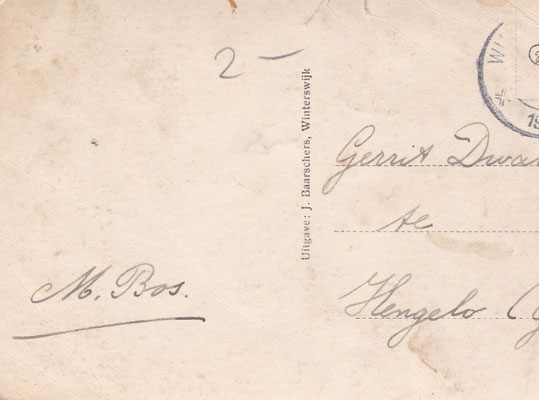 2-
M. Bos.
Uitgave: J. Baarschers, Winterswijk
Gerrit
te
Hengelo (G